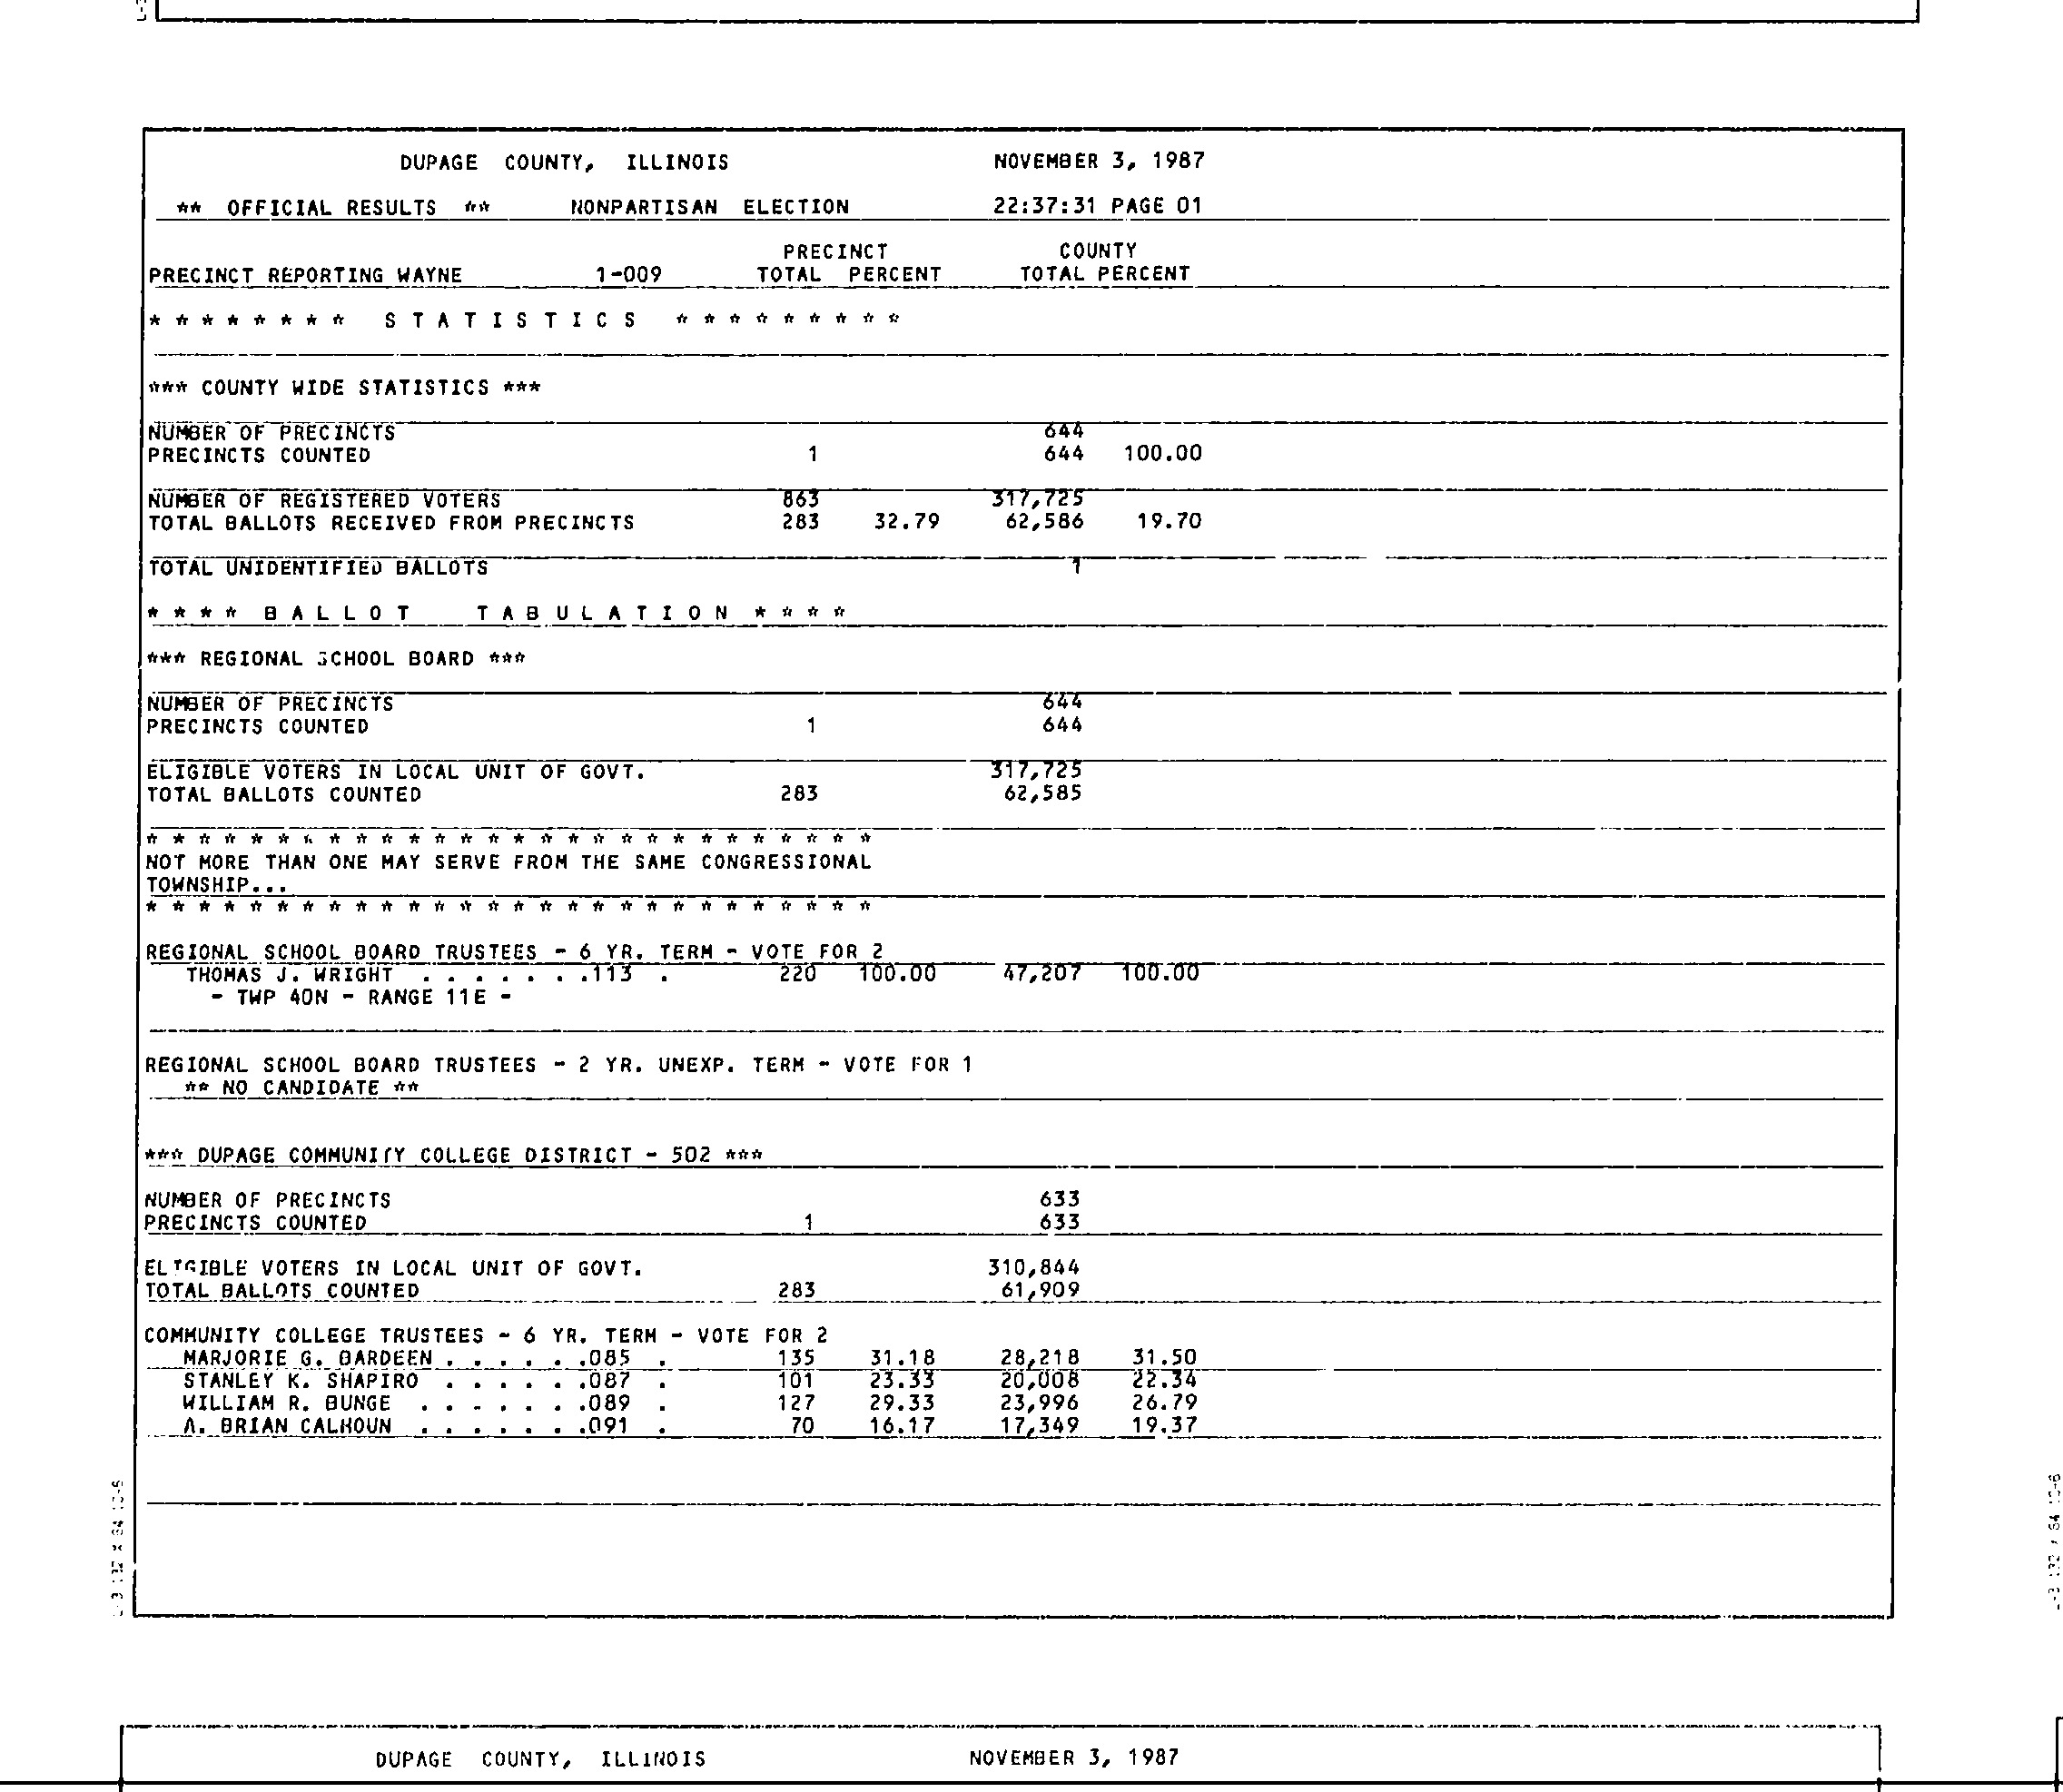 DUPAGE COUNTY, ILLINOIS NOVEMBER 3, 1987
** OFFICIAL RESULTS ** NONPARTISAN ELECTION 22:37:31 PAGE 01
PRECINCT COUNTY
PRECINCT REPORTING WAYNE 1-009 TOTAL PERCENT TOTAL PERCENT
* * * * * * * * S T A T I S T I C S * * * * * * * * *
*** COUNTY WIDE STATISTICS ***
NUMBER OF PRECINCTS 644
PRECINCTS COUNTED 1 644 100.00
NUMBER OF REGISTERED VOTERS 863 317,725
TOTAL BALLOTS RECEIVED FROM PRECINCTS 283 32.79 62,586 19.70
TOTAL UNIDENTIFIED BALLOTS 1
* * * * B A L L O T T A B U L A T I O N * * * *
*** REGIONAL SCHOOL BOARD ***
NUMBER OF PRECINCTS 644
PRECINCTS COUNTED 1 644
ELIGIBLE VOTERS IN LOCAL UNIT OF GOVT. 317,725
TOTAL BALLOTS COUNTED 283 62,585
* * * * * * * * * * * * * * * * * * * * * * * * * * * *
NOT MORE THAN ONE MAY SERVE FROM THE SAME CONGRESSIONAL
TOWNSHIP...
* * * * * * * * * * * * * * * * * * * * * * * * * * * *
REGIONAL SCHOOL BOARD TRUSTEES - 6 YR. TERM - VOTE FOR 2
THOMAS J. WRIGHT . . . . . . .113 . 220 100.00 47,207 100.00
- TWP 40N - RANGE 11E -
REGIONAL SCHOOL BOARD TRUSTEES - 2 YR. UNEXP. TERM - VOTE FOR 1
** NO CANDIDATE **
*** DUPAGE COMMUNITY COLLEGE DISTRICT - 502 ***
NUMBER OF PRECINCTS 633
PRECINCTS COUNTED 1 633
ELIGIBLE VOTERS IN LOCAL UNIT OF GOVT. 310,844
TOTAL BALLOTS COUNTED 283 61,909
COMMUNITY COLLEGE TRUSTEES - 6 YR. TERM - VOTE FOR 2
MARJORIE G. BARDEEN . . . . . .085 . 135 31.18 28,218 31.50
STANLEY K. SHAPIRO . . . . . .087 . 101 23.33 20,008 22.34
WILLIAM R. BUNGE . . . . . . .089 . 127 29.33 23,996 26.79
A. BRIAN CALHOUN . . . . . . .091 . 70 16.17 17,349 19.37
DUPAGE COUNTY, ILLINOIS NOVEMBER 3, 1987